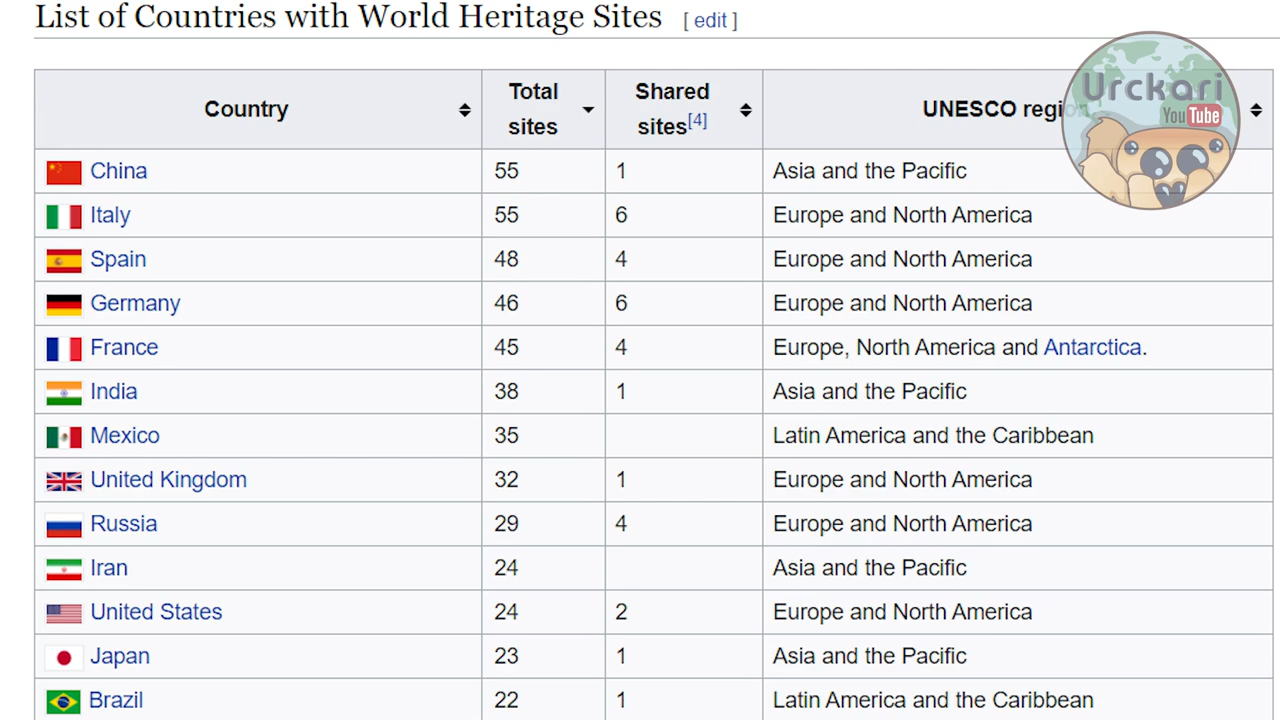 List of Countries with World Heritage Sites [ edit ]
Country Total sites Shared sites[4] UNESCO regi
Urckari
YouTube
China 55 1 Asia and the Pacific
Italy 55 6 Europe and North America
Spain 48 4 Europe and North America
Germany 46 6 Europe and North America
France 45 4 Europe, North America and Antarctica.
India 38 1 Asia and the Pacific
Mexico 35 Latin America and the Caribbean
United Kingdom 32 1 Europe and North America
Russia 29 4 Europe and North America
Iran 24 Asia and the Pacific
United States 24 2 Europe and North America
Japan 23 1 Asia and the Pacific
Brazil 22 1 Latin America and the Caribbean